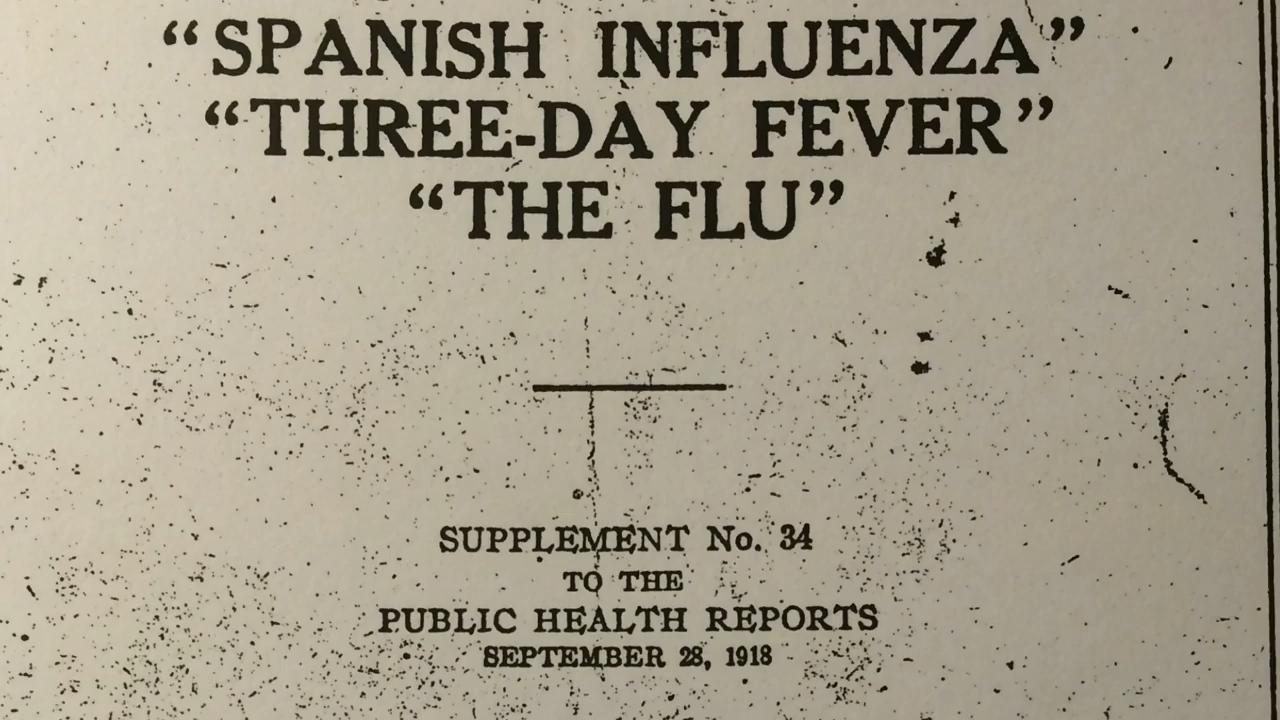 “SPANISH INFLUENZA”
“THREE-DAY FEVER”
“THE FLU”
SUPPLEMENT No. 34
TO THE
PUBLIC HEALTH REPORTS
SEPTEMBER 28, 1918